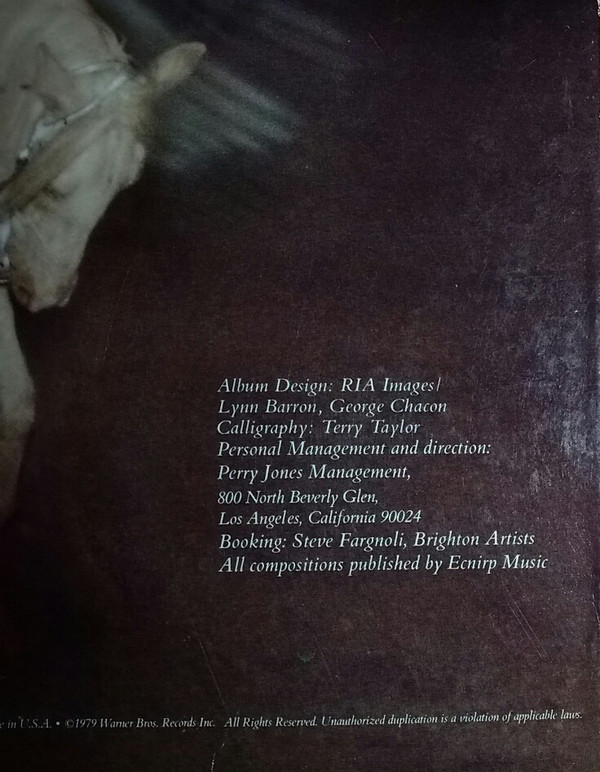 Album Design: RIA Images/
Lynn Barron, George Chacon
Calligraphy: Terry Taylor
Personal Management and direction:
Perry Jones Management,
800 North Beverly Glen,
Los Angeles, California 90024
Booking: Steve Fargnoli, Brighton Artists
All compositions published by Ecnirp Music
in U.S.A. • ©1979 Warner Bros. Records Inc. All Rights Reserved. Unauthorized duplication is a violation of applicable laws.